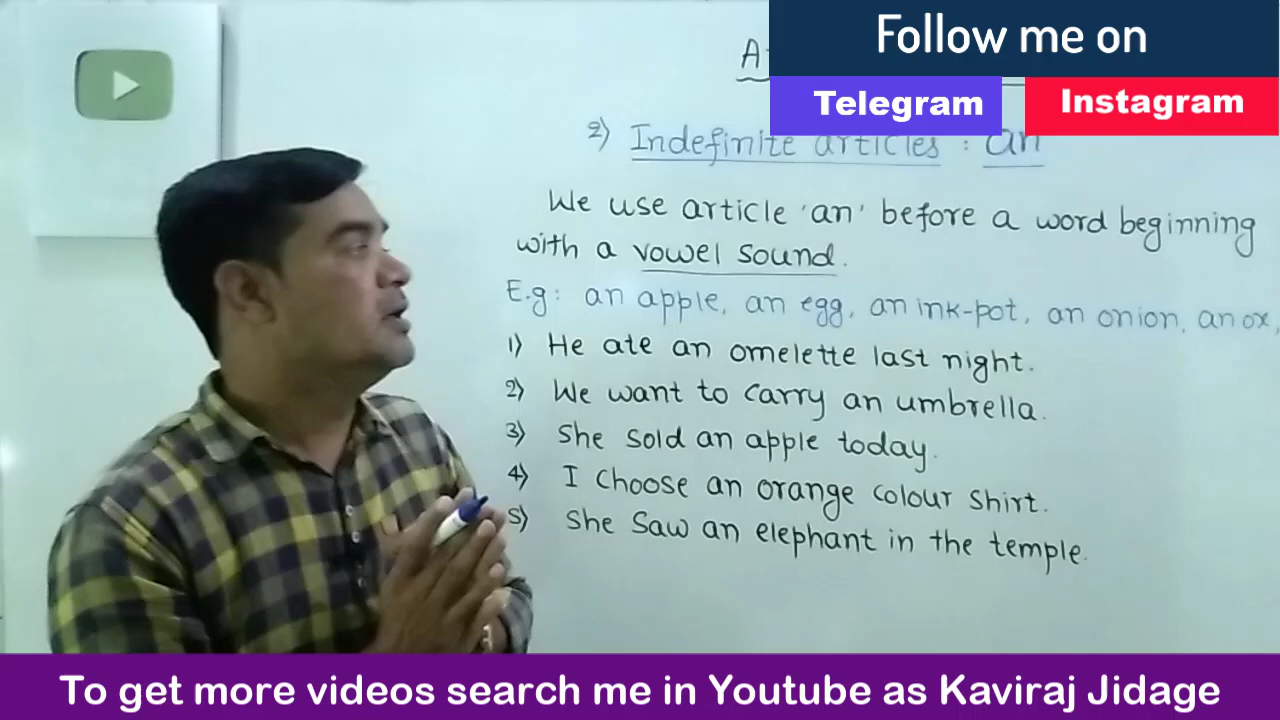 Follow me on
Telegram Instagram
2) Indefinite articles : an
We use article 'an' before a word beginning
with a vowel sound.
E.g: an apple, an egg, an ink-pot, an onion, an ox,
1) He ate an omelette last night.
2) We want to carry an umbrella.
3) She sold an apple today.
4) I choose an orange colour shirt.
5) She saw an elephant in the temple.
To get more videos search me in Youtube as Kaviraj Jidage